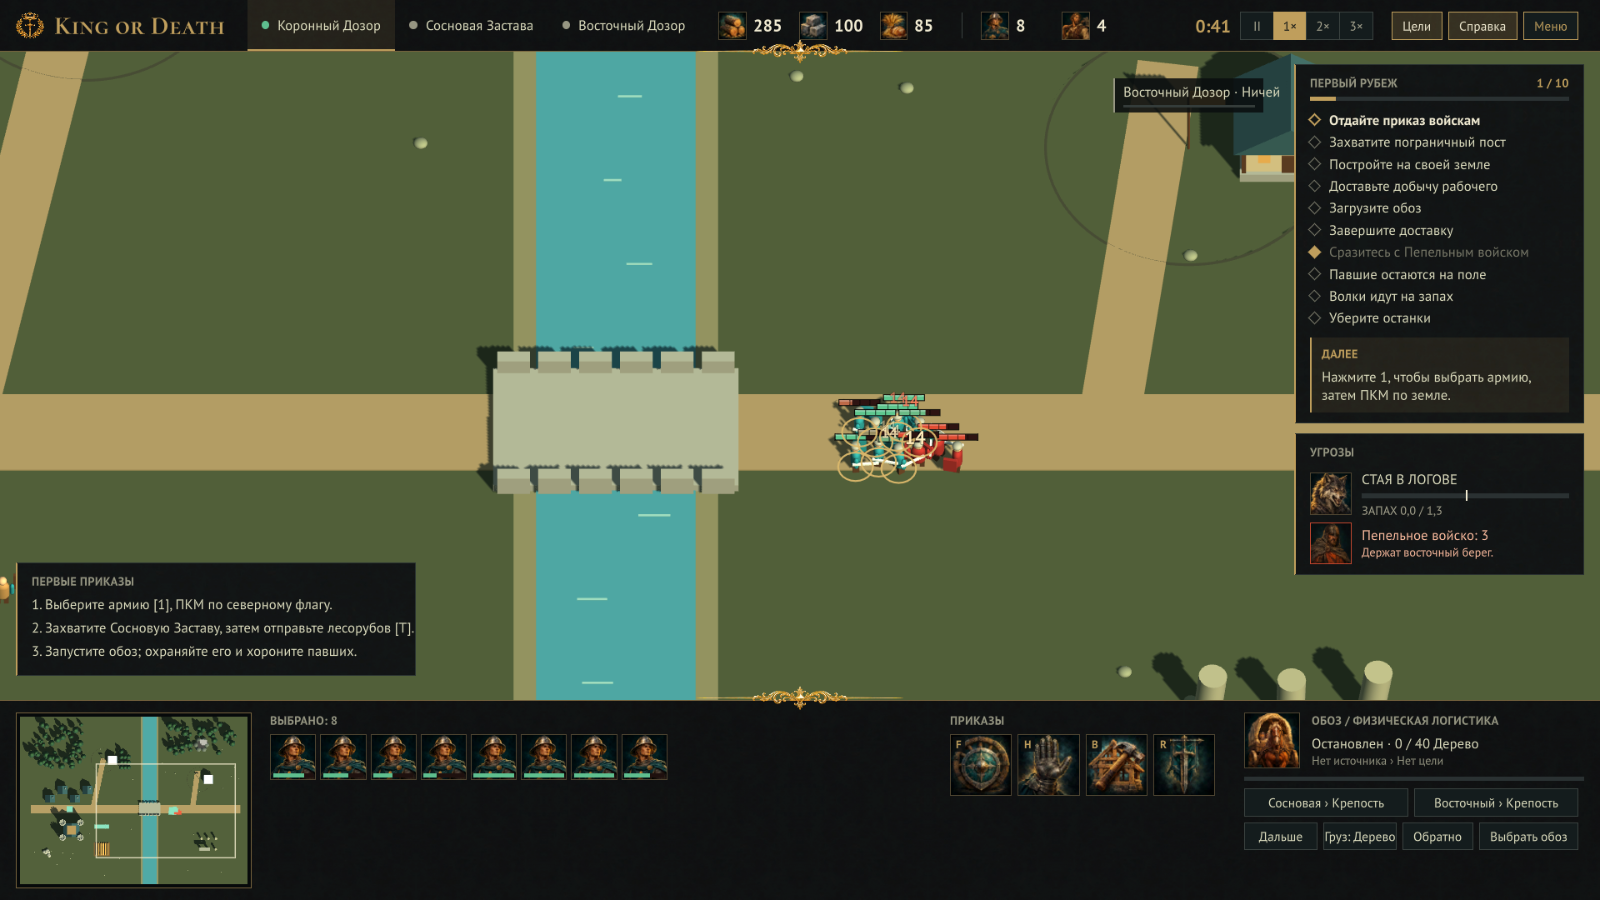 King or Death
Коронный Дозор
Сосновая Застава
Восточный Дозор
285
100
85
8
4
0:41
II
1×
2×
3×
Цели
Справка
Меню
Восточный Дозор · Ничей
ПЕРВЫЙ РУБЕЖ
1 / 10
Отдайте приказ войскам
Захватите пограничный пост
Постройте на своей земле
Доставьте добычу рабочего
Загрузите обоз
Завершите доставку
Сразитесь с Пепельным войском
Павшие остаются на поле
Волки идут на запах
Уберите останки
ДАЛЕЕ
Нажмите 1, чтобы выбрать армию,
затем ПКМ по земле.
14
УГРОЗЫ
СТАЯ В ЛОГОВЕ
ЗАПАХ 0,0 / 1,3
Пепельное войско: 3
Держат восточный берег.
ПЕРВЫЕ ПРИКАЗЫ
1. Выберите армию [1], ПКМ по северному флагу.
2. Захватите Сосновую Заставу, затем отправьте лесорубов [T].
3. Запустите обоз; охраняйте его и хороните павших.
ВЫБРАНО: 8
ПРИКАЗЫ
F
H
B
R
ОБОЗ / ФИЗИЧЕСКАЯ ЛОГИСТИКА
Остановлен · 0 / 40 Дерево
Нет источника › Нет цели
Сосновая › Крепость
Восточный › Крепость
Дальше
Груз: Дерево
Обратно
Выбрать обоз